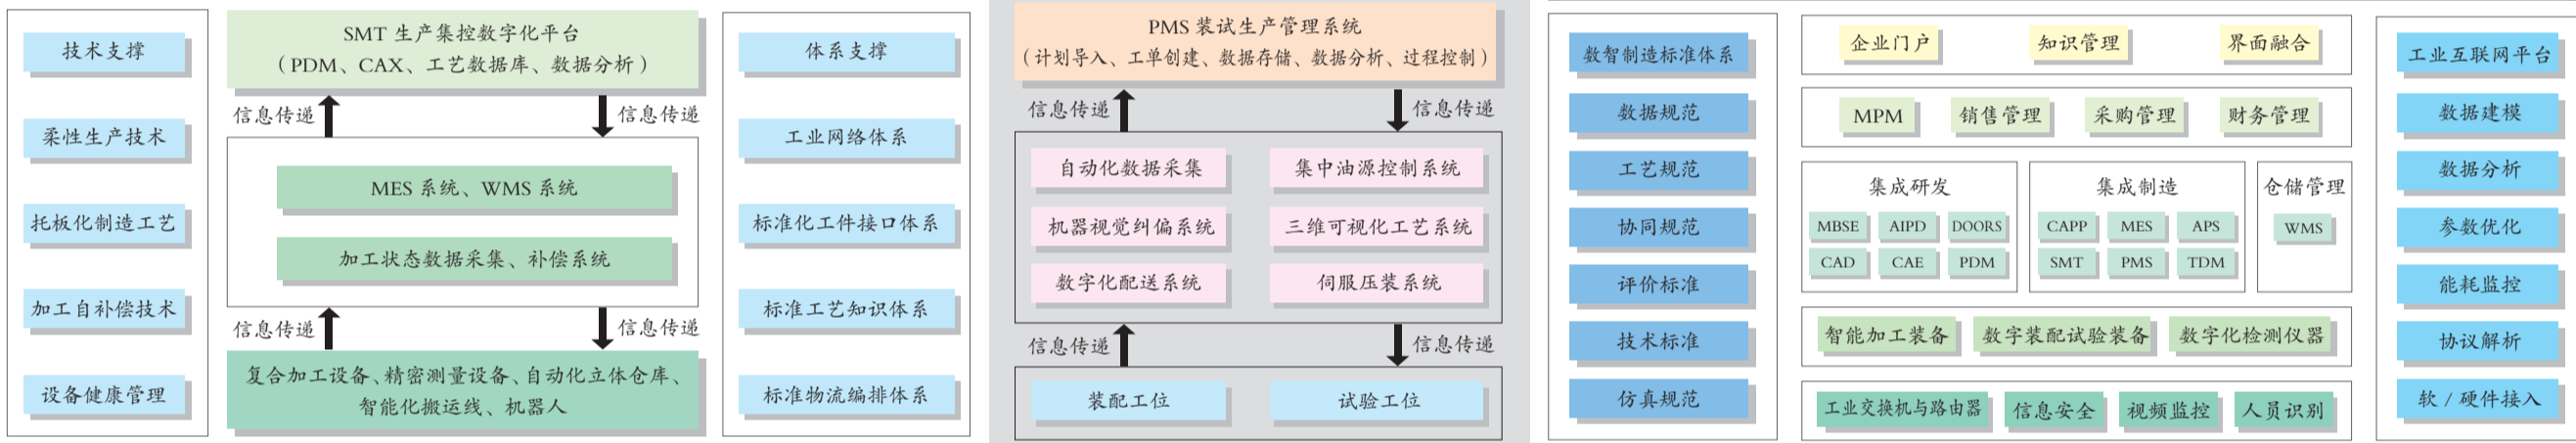 技术支撑
柔性生产技术
托板化制造工艺
加工自补偿技术
设备健康管理
SMT 生产集控数字化平台
（PDM、CAX、工艺数据库、数据分析）
信息传递
信息传递
MES 系统、WMS 系统
加工状态数据采集、补偿系统
信息传递
信息传递
复合加工设备、精密测量设备、自动化立体仓库、
智能化搬运线、机器人
体系支撑
工业网络体系
标准化工件接口体系
标准工艺知识体系
标准物流编排体系
PMS 装试生产管理系统
（计划导入、工单创建、数据存储、数据分析、过程控制）
信息传递
信息传递
自动化数据采集
集中油源控制系统
机器视觉纠偏系统
三维可视化工艺系统
数字化配送系统
伺服压装系统
信息传递
信息传递
装配工位
试验工位
数智制造标准体系
数据规范
工艺规范
协同规范
评价标准
技术标准
仿真规范
企业门户
知识管理
界面融合
MPM
销售管理
采购管理
财务管理
集成研发
MBSE
AIPD
DOORS
CAD
CAE
PDM
集成制造
CAPP
MES
APS
SMT
PMS
TDM
仓储管理
WMS
智能加工装备
数字装配试验装备
数字化检测仪器
工业交换机与路由器
信息安全
视频监控
人员识别
工业互联网平台
数据建模
数据分析
参数优化
能耗监控
协议解析
软 / 硬件接入